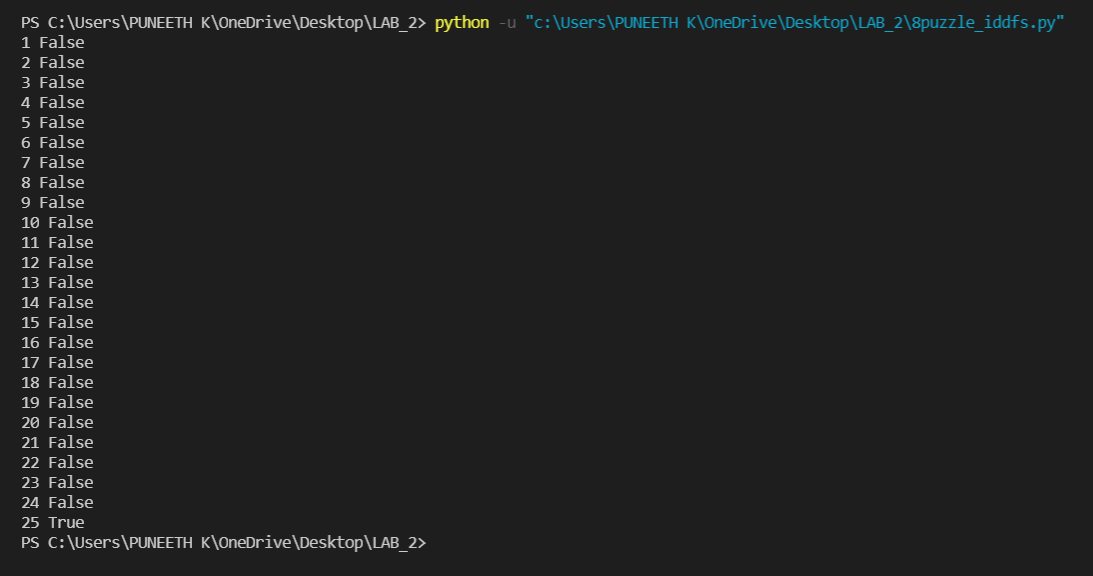 PS C:\Users\PUNEETH K\OneDrive\Desktop\LAB_2> python -u "c:\Users\PUNEETH K\OneDrive\Desktop\LAB_2\8puzzle_iddfs.py"
1 False
2 False
3 False
4 False
5 False
6 False
7 False
8 False
9 False
10 False
11 False
12 False
13 False
14 False
15 False
16 False
17 False
18 False
19 False
20 False
21 False
22 False
23 False
24 False
25 True
PS C:\Users\PUNEETH K\OneDrive\Desktop\LAB_2>